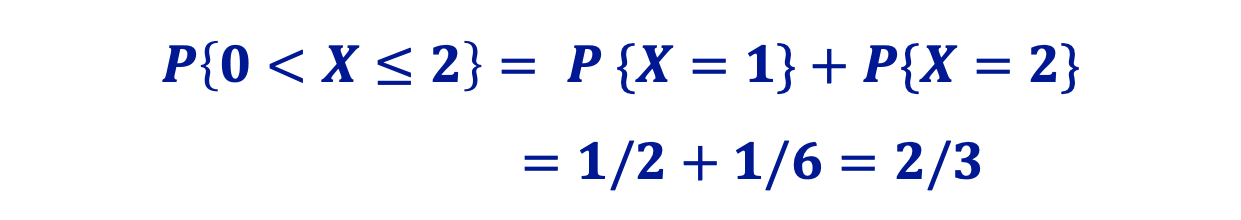 P{0 < X ≤ 2} = P {X = 1} + P{X = 2}
= 1/2 + 1/6 = 2/3